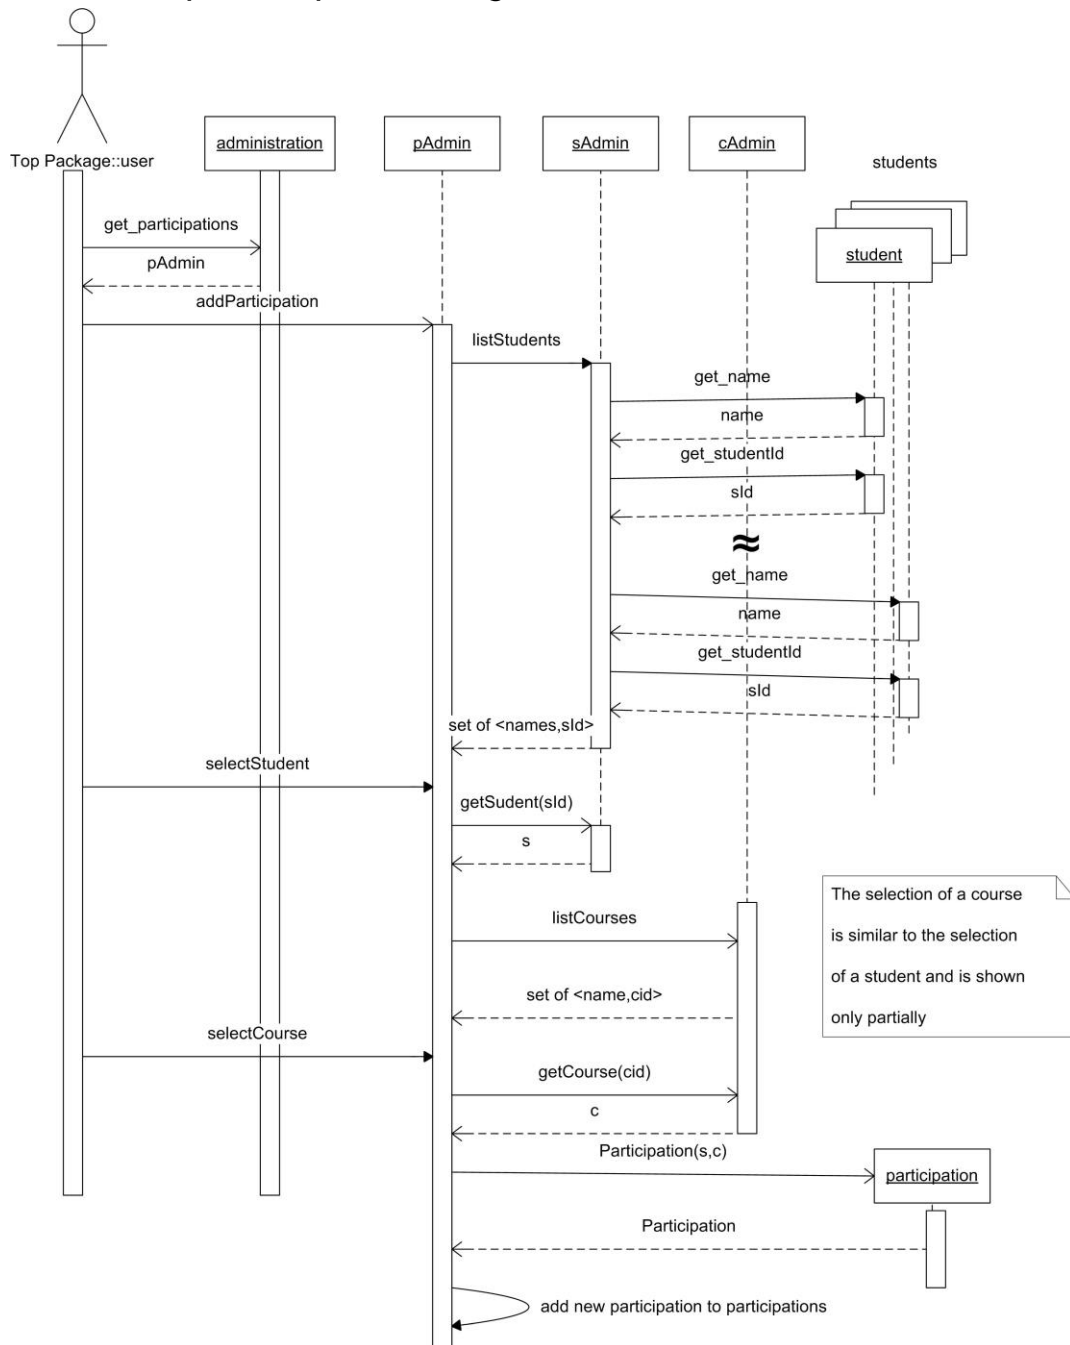 Top Package::user
administration
pAdmin
sAdmin
cAdmin
students
student
get_participations
pAdmin
addParticipation
listStudents
get_name
name
get_studentId
sId
≈
get_name
name
get_studentId
sId
set of <names,sId>
selectStudent
getSudent(sId)
s
The selection of a course
is similar to the selection
of a student and is shown
only partially
listCourses
set of <name,cid>
selectCourse
getCourse(cid)
c
Participation(s,c)
participation
Participation
add new participation to participations